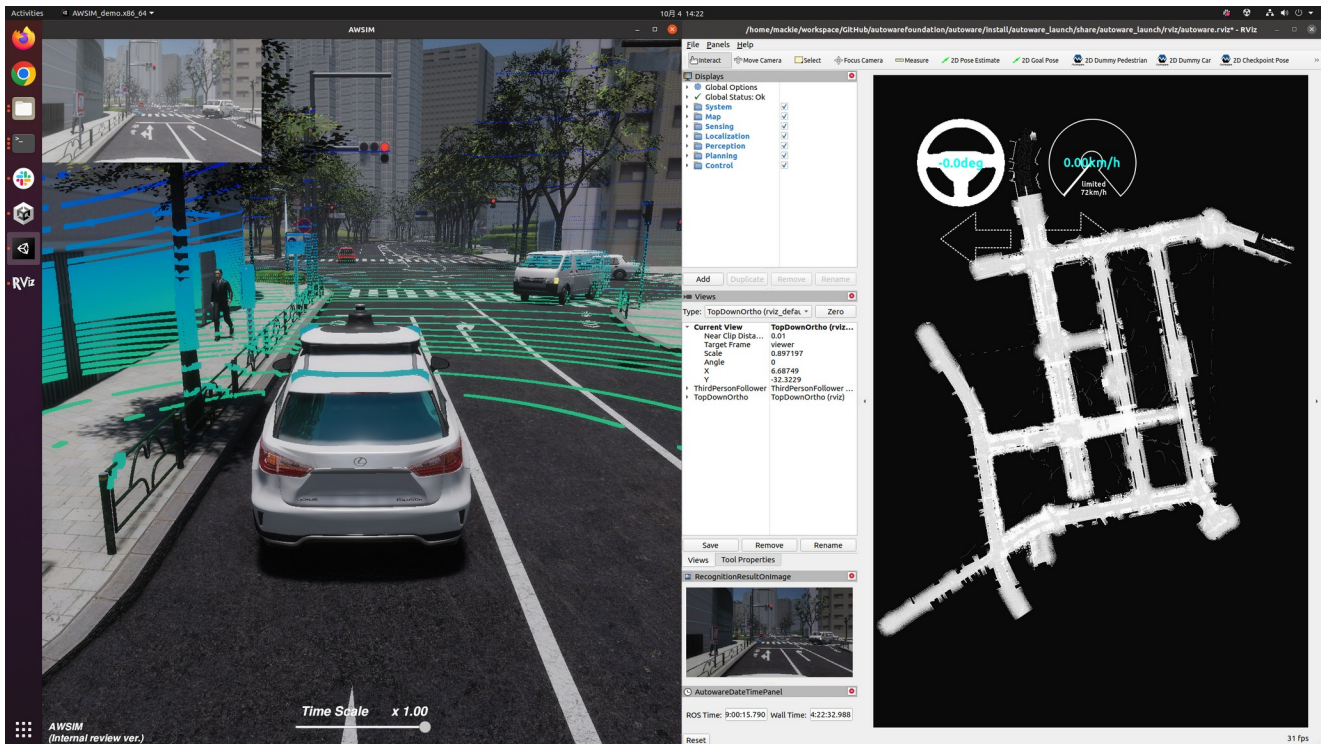 Activities
AWSIM_demo.x86_64
10月 4 14:22
AWSIM
/home/mackie/workspace/GitHub/autowarefoundation/autoware/install/autoware_launch/share/autoware_launch/rviz/autoware.rviz* - RViz
File Panels Help
Interact Move Camera Select Focus Camera Measure 2D Pose Estimate 2D Goal Pose 2D Dummy Pedestrian 2D Dummy Car 2D Checkpoint Pose
Displays
Global Options
Global Status: Ok
System
Map
Sensing
Localization
Perception
Planning
Control
Add Duplicate Remove Rename
Views
Type: TopDownOrtho (rviz_defau Zero
Current View TopDownOrtho (rviz...
Near Clip Dista... 0.01
Target Frame viewer
Scale 0.897197
Angle 0
X 6.68749
Y -32.3229
ThirdPersonFollower ThirdPersonFollower ...
TopDownOrtho TopDownOrtho (rviz)
Save Remove Rename
Views Tool Properties
RecognitionResultOnImage
AutowareDateTimePanel
ROS Time: 9:00:15.790 Wall Time: 4:22:32.988
Reset
31 fps
-0.0deg
0.00km/h
limited
72km/h
RViz
Time Scale x 1.00
AWSIM
(Internal review ver.)